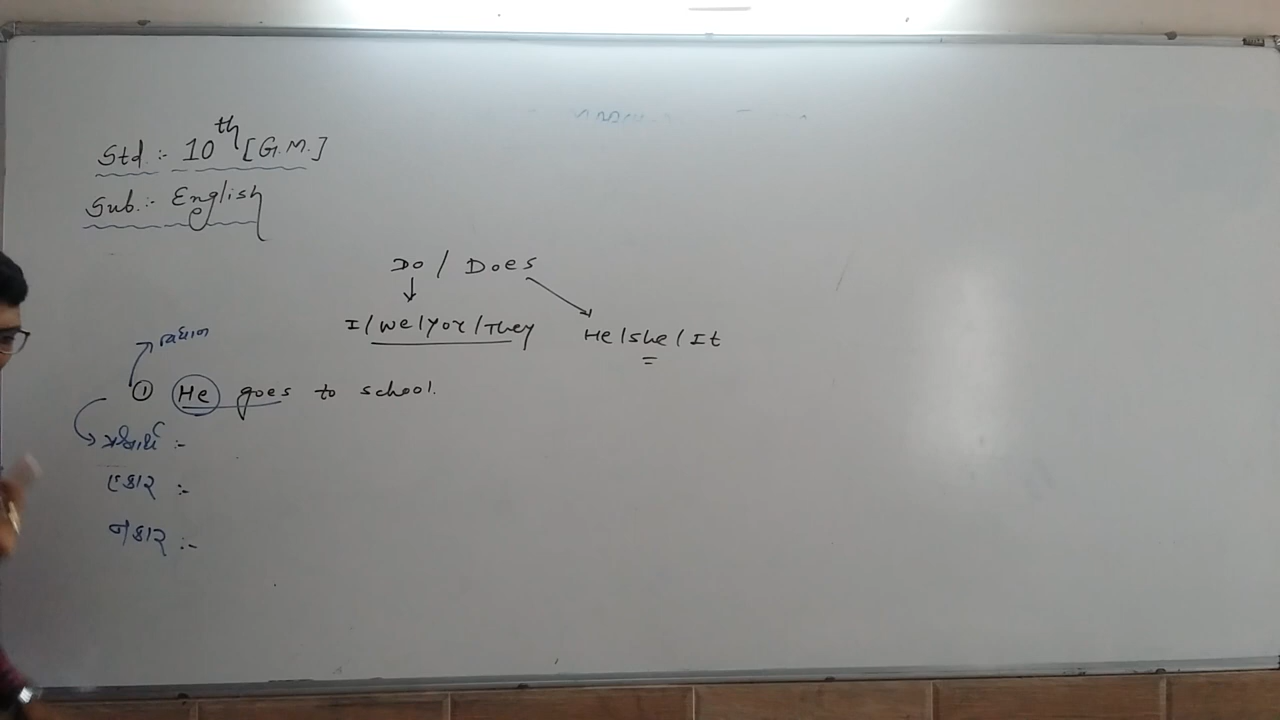 Std :- 10th [G.M.]
Sub. :- English
Do / Does
I / we / you / They
He / she / It
વિધાન
① He goes to school.
પ્રશ્નાર્થ :-
હકાર :-
નકાર :-